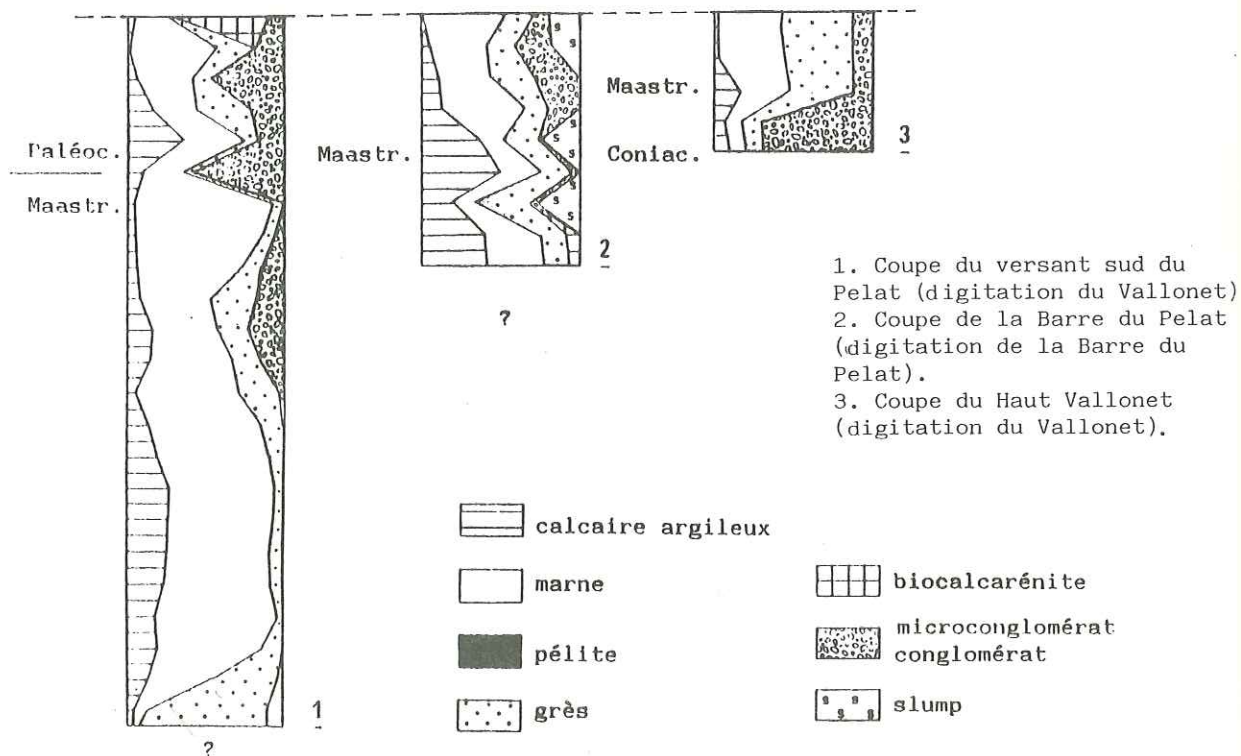 Paléoc.
Maastr.
1
?
Maastr.
2
?
Maastr.
Coniac.
3
1. Coupe du versant sud du
Pelat (digitation du Vallonet)
2. Coupe de la Barre du Pelat
(digitation de la Barre du
Pelat).
3. Coupe du Haut Vallonet
(digitation du Vallonet).
calcaire argileux
marne
pélite
grès
biocalcarénite
microconglomérat
conglomérat
s s s s
slump